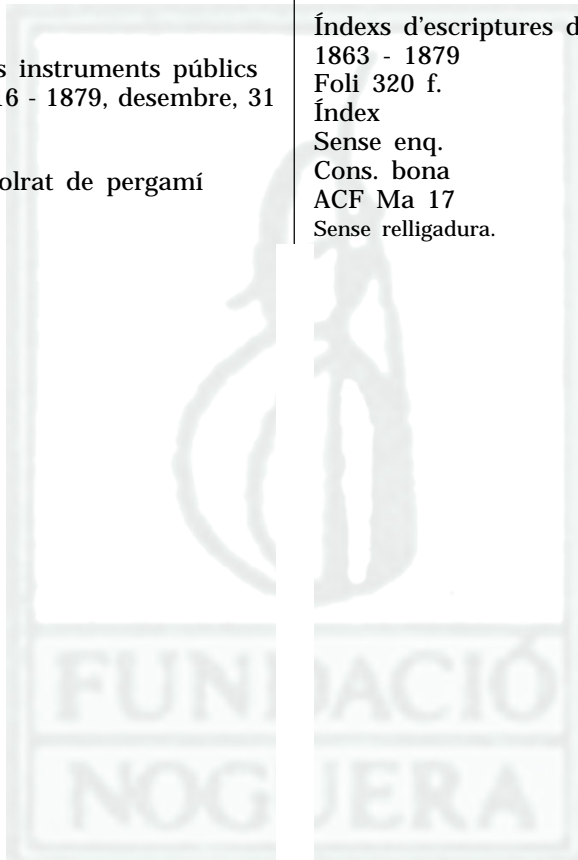 s instruments públics
16 - 1879, desembre, 31
olrat de pergamí
Índexs d'escriptures d
1863 - 1879
Foli 320 f.
Índex
Sense enq.
Cons. bona
ACF Ma 17
Sense relligadura.
FUNDACIÓ
NOGUERA